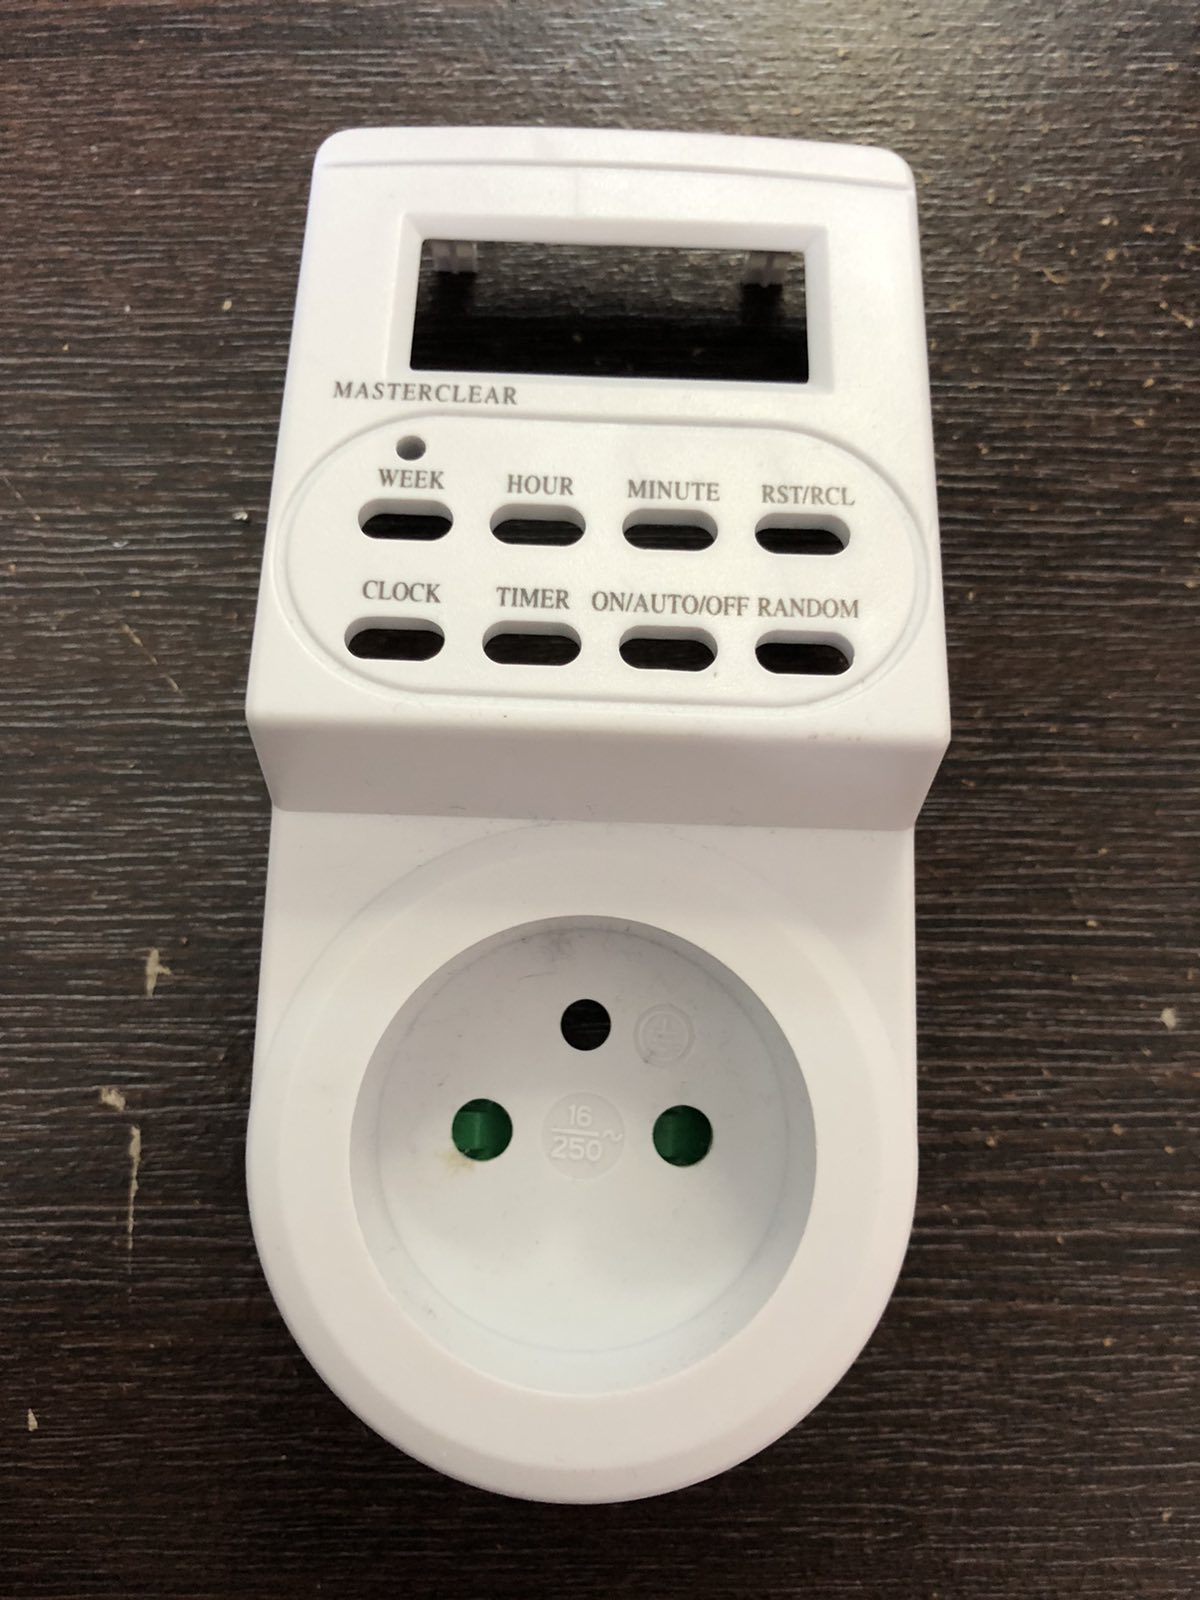 MASTERCLEAR
WEEK HOUR MINUTE RST/RCL
CLOCK TIMER ON/AUTO/OFF RANDOM
16
250~